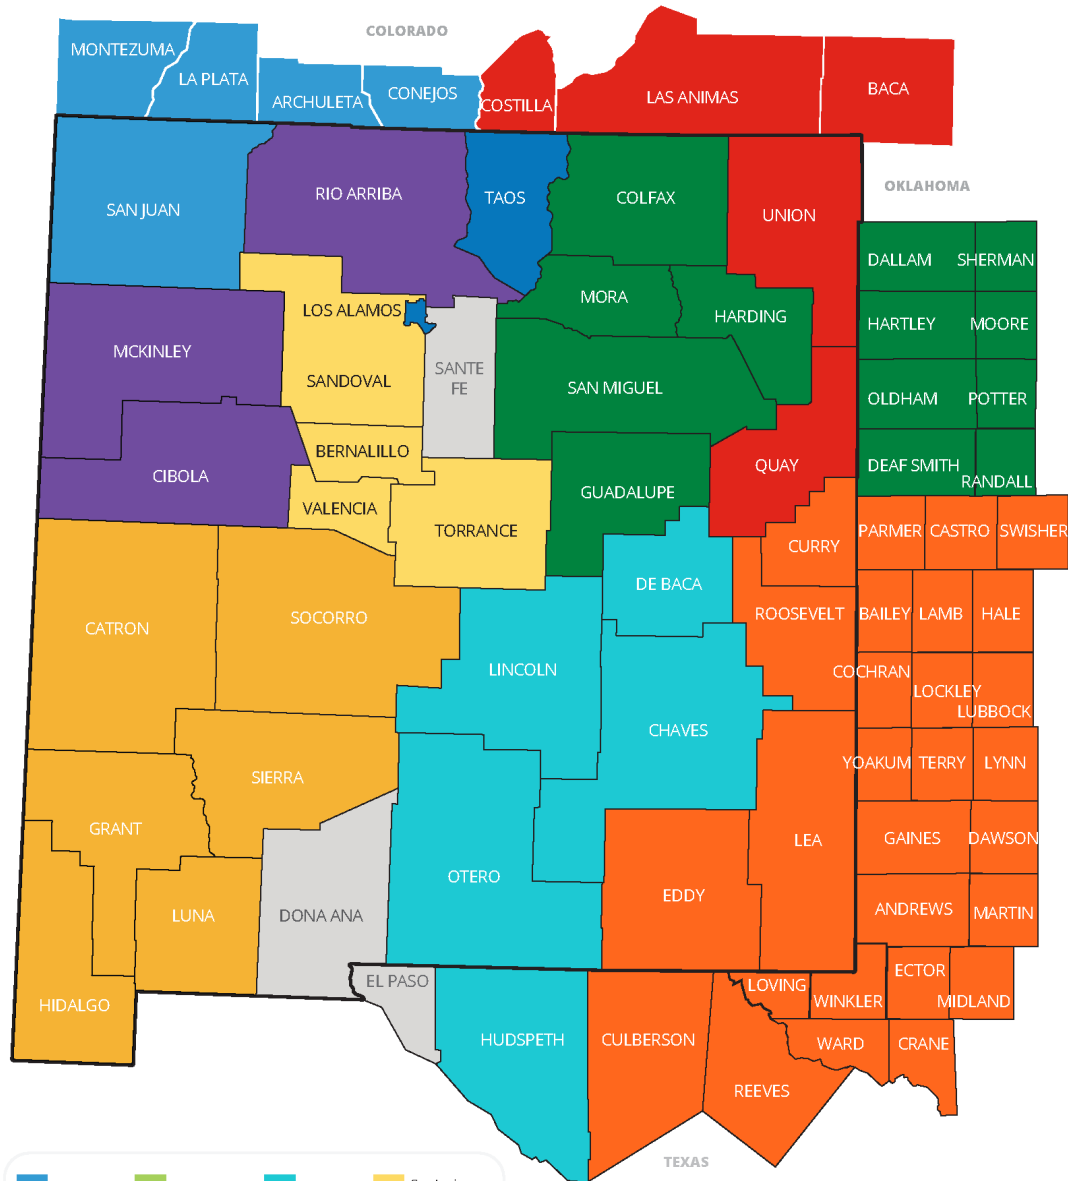 COLORADO
MONTEZUMA
LA PLATA
ARCHULETA
CONEJOS
COSTILLA
LAS ANIMAS
BACA
OKLAHOMA
SAN JUAN
RIO ARRIBA
TAOS
COLFAX
UNION
DALLAM
SHERMAN
LOS ALAMOS
MORA
HARDING
HARTLEY
MOORE
MCKINLEY
SANDOVAL
SANTE
FE
SAN MIGUEL
OLDHAM
POTTER
BERNALILLO
QUAY
DEAF SMITH
RANDALL
CIBOLA
VALENCIA
GUADALUPE
TORRANCE
CURRY
PARMER
CASTRO
SWISHER
DE BACA
CATRON
SOCORRO
ROOSEVELT
BAILEY
LAMB
HALE
LINCOLN
COCHRAN
LOCKLEY
LUBBOCK
CHAVES
SIERRA
YOAKUM
TERRY
LYNN
GRANT
LEA
GAINES
DAWSON
OTERO
EDDY
LUNA
DONA ANA
ANDREWS
MARTIN
HIDALGO
EL PASO
LOVING
WINKLER
ECTOR
MIDLAND
HUDSPETH
CULBERSON
WARD
CRANE
REEVES
TEXAS